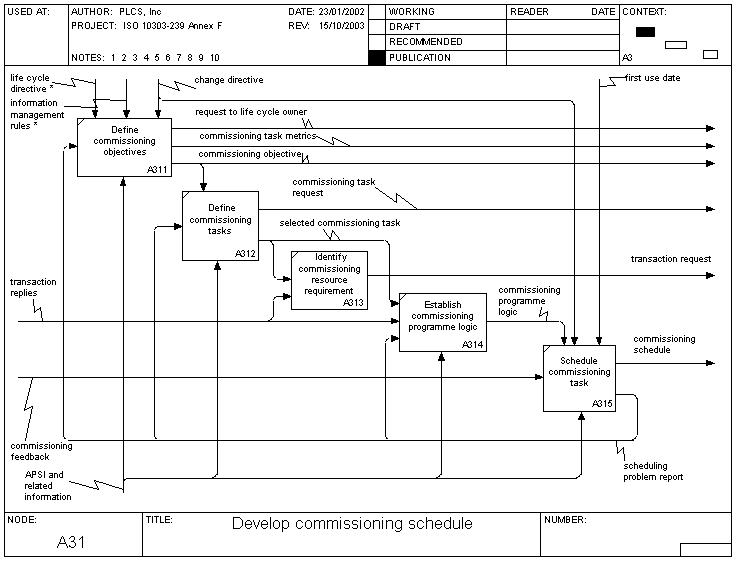 USED AT:
AUTHOR: PLCS, Inc
DATE: 23/01/2002
WORKING
READER
DATE
CONTEXT:
PROJECT: ISO 10303-239 Annex F
REV: 15/10/2003
DRAFT
RECOMMENDED
NOTES: 1 2 3 4 5 6 7 8 9 10
PUBLICATION
A3
life cycle
directive *
change directive
first use date
information
management
rules *
request to life cycle owner
Define
commissioning
objectives
A311
commissioning task metrics
commissioning objective
commissioning task
request
Define
commissioning
tasks
A312
selected commissioning task
transaction request
Identify
commissioning
resource
requirement
A313
transaction
replies
commissioning
programme
logic
Establish
commissioning
programme logic
A314
commissioning
schedule
Schedule
commissioning
task
A315
commissioning
feedback
scheduling
problem report
APSI and
related
information
NODE:
TITLE:
Develop commissioning schedule
NUMBER:
A31